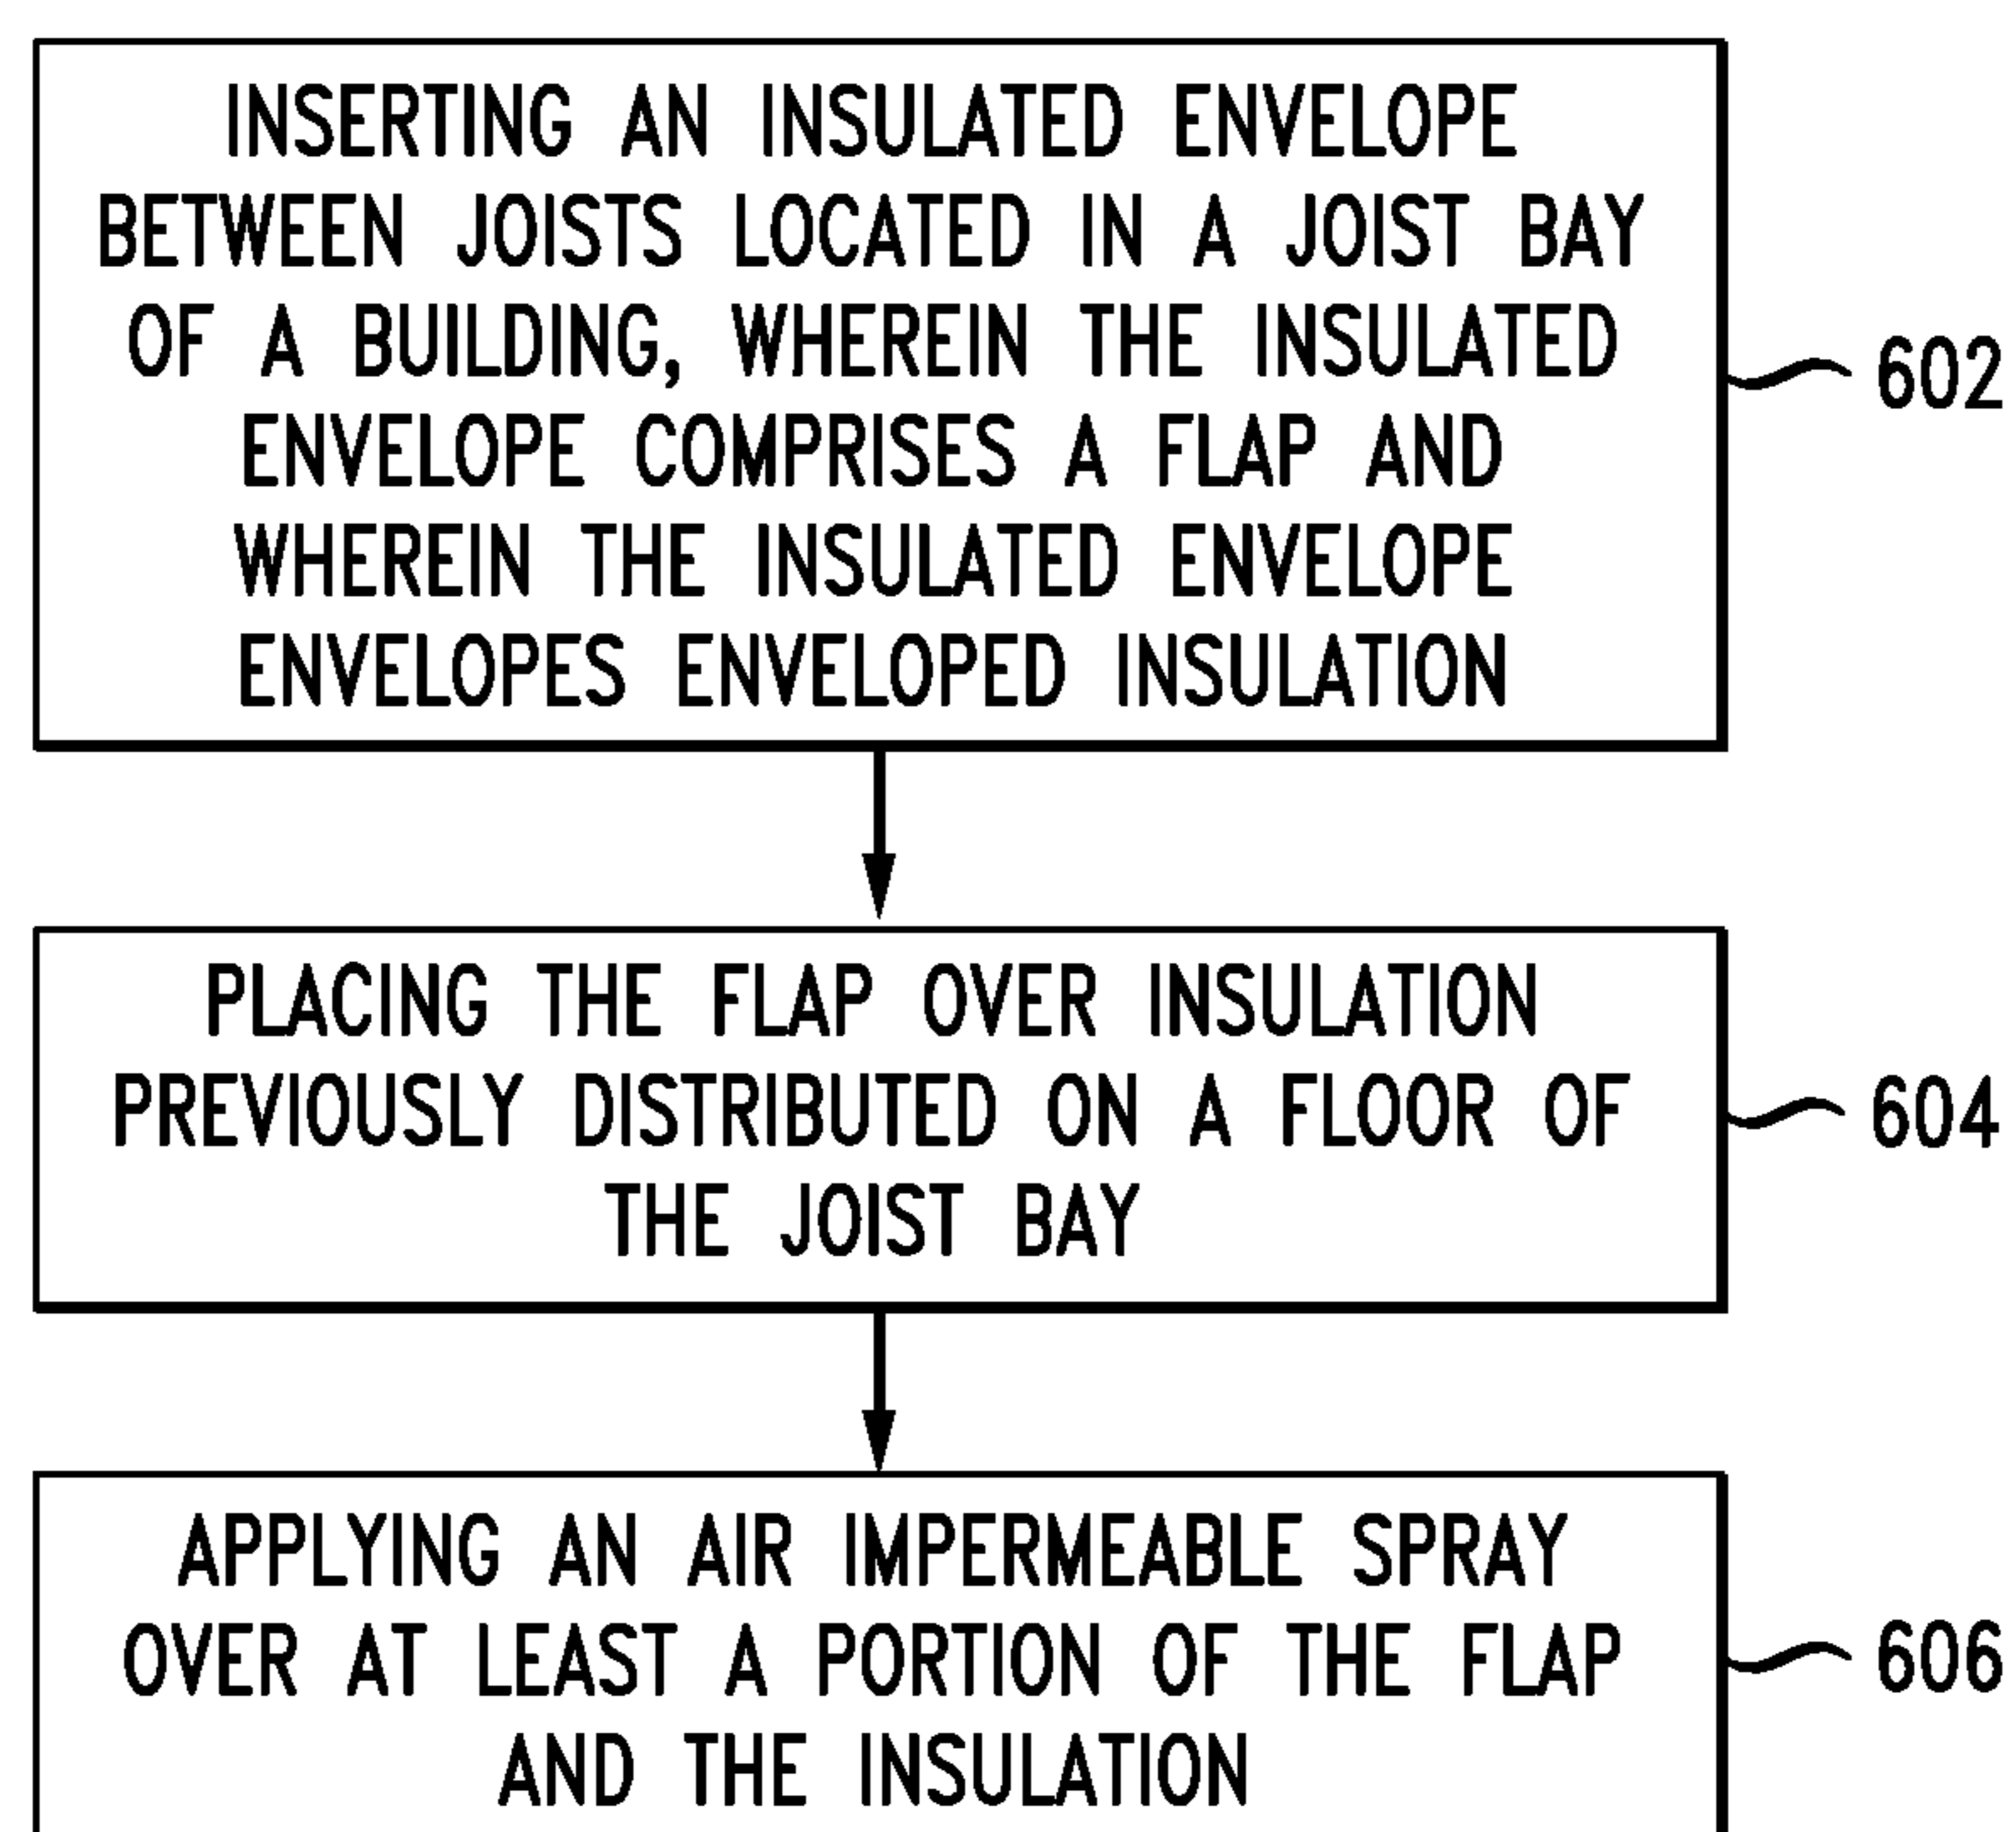 INSERTING AN INSULATED ENVELOPE
BETWEEN JOISTS LOCATED IN A JOIST BAY
OF A BUILDING, WHEREIN THE INSULATED
ENVELOPE COMPRISES A FLAP AND
WHEREIN THE INSULATED ENVELOPE
ENVELOPES ENVELOPED INSULATION
602
PLACING THE FLAP OVER INSULATION
PREVIOUSLY DISTRIBUTED ON A FLOOR OF
THE JOIST BAY
604
APPLYING AN AIR IMPERMEABLE SPRAY
OVER AT LEAST A PORTION OF THE FLAP
AND THE INSULATION
606